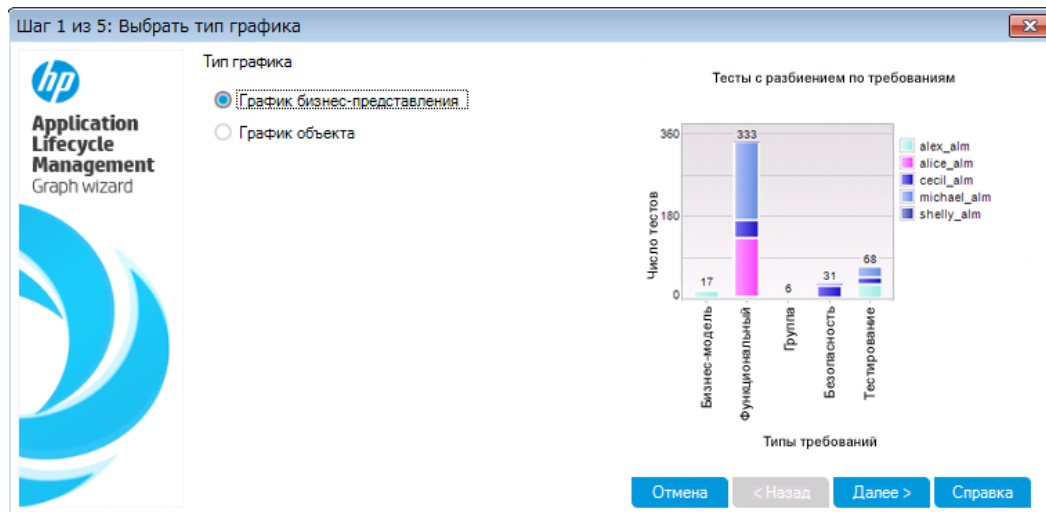 Шаг 1 из 5: Выбрать тип графика
hp
Application
Lifecycle
Management
Graph wizard
Тип графика
График бизнес-представления
График объекта
Тесты с разбиением по требованиям
360
180
0
Число тестов
17
333
6
31
68
Бизнес-модель
Функциональный
Группа
Безопасность
Тестирование
Типы требований
alex_alm
alice_alm
cecil_alm
michael_alm
shelly_alm
Отмена
< Назад
Далее >
Справка